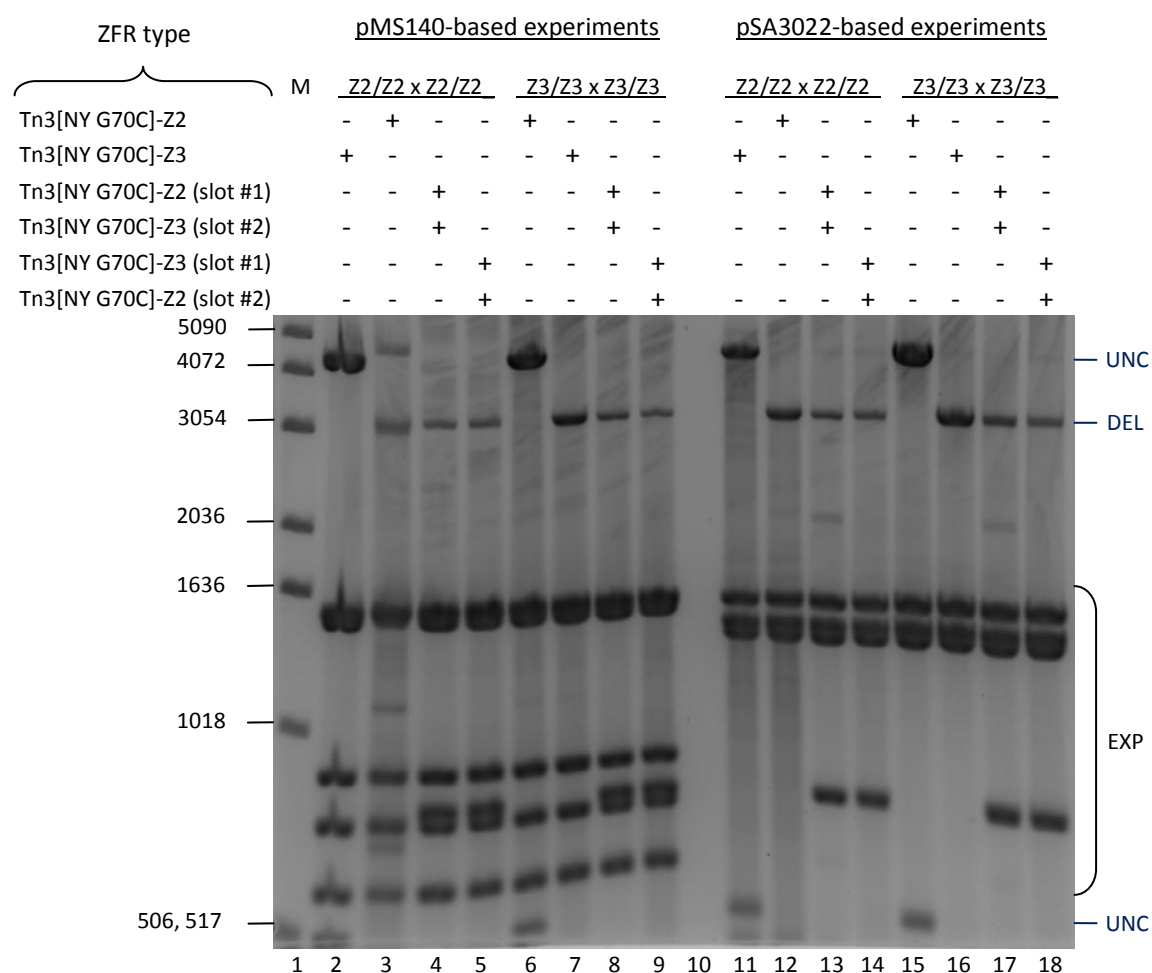 ZFR type
pMS140-based experiments
pSA3022-based experiments
M
Z2/Z2 x Z2/Z2_
Z3/Z3 x Z3/Z3
Z2/Z2 x Z2/Z2
Z3/Z3 x Z3/Z3_
Tn3[NY G70C]-Z2 - + - - + - - - - + - - + - - -
Tn3[NY G70C]-Z3 + - - - - + - - + - - - - + - -
Tn3[NY G70C]-Z2 (slot #1) - - + - - - + - - - + - - - + -
Tn3[NY G70C]-Z3 (slot #2) - - + - - - + - - - + - - - + -
Tn3[NY G70C]-Z3 (slot #1) - - - + - - - + - - - + - - - +
Tn3[NY G70C]-Z2 (slot #2) - - - + - - - + - - - + - - - +
5090
4072
UNC
3054
DEL
2036
1636
1018
EXP
506, 517
UNC
1 2 3 4 5 6 7 8 9 10 11 12 13 14 15 16 17 18